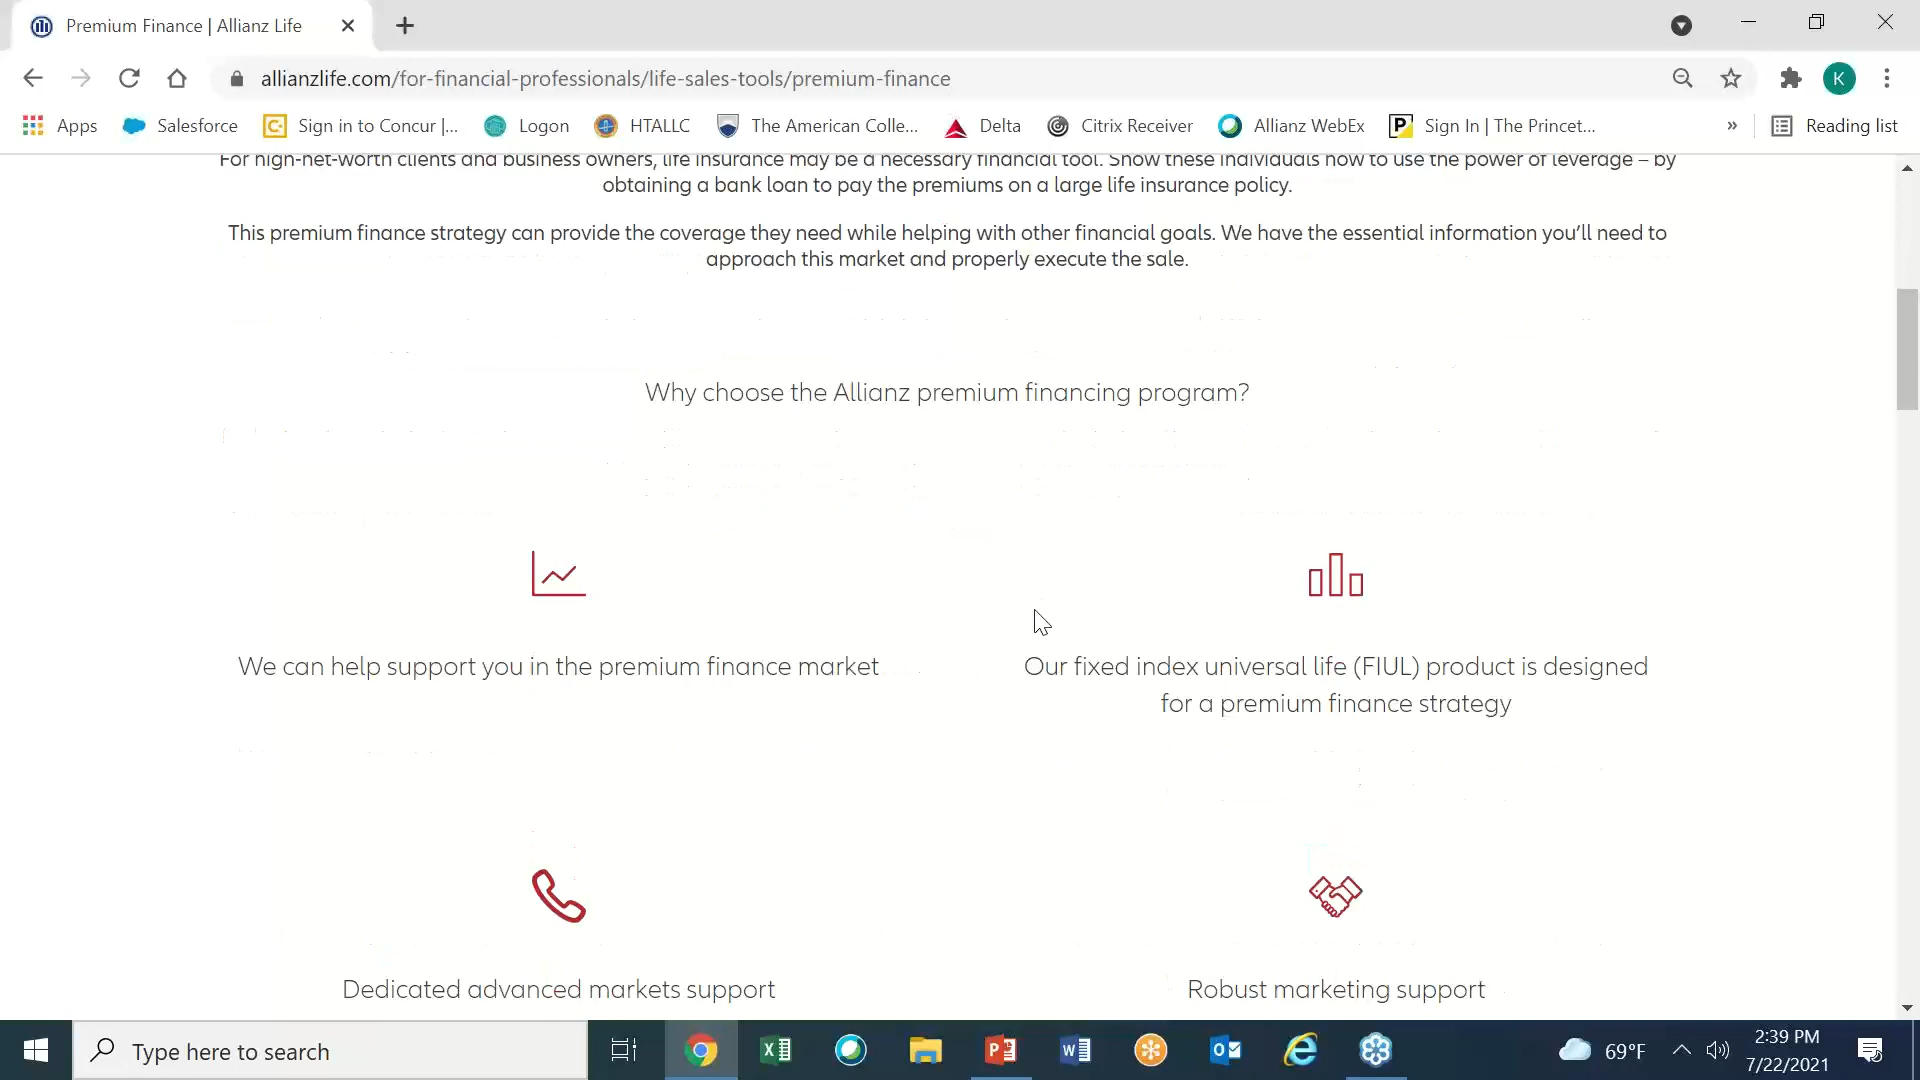 Premium Finance | Allianz Life
allianzlife.com/for-financial-professionals/life-sales-tools/premium-finance
K
Apps
Salesforce
Sign in to Concur |...
Logon
HTALLC
The American Colle...
Delta
Citrix Receiver
Allianz WebEx
Sign In | The Princet...
»
Reading list
For high-net-worth clients and business owners, life insurance may be a necessary financial tool. Show these individuals how to use the power of leverage – by
obtaining a bank loan to pay the premiums on a large life insurance policy.
This premium finance strategy can provide the coverage they need while helping with other financial goals. We have the essential information you'll need to
approach this market and properly execute the sale.
Why choose the Allianz premium financing program?
We can help support you in the premium finance market
Our fixed index universal life (FIUL) product is designed
for a premium finance strategy
Dedicated advanced markets support
Robust marketing support
Type here to search
69°F
2:39 PM
7/22/2021